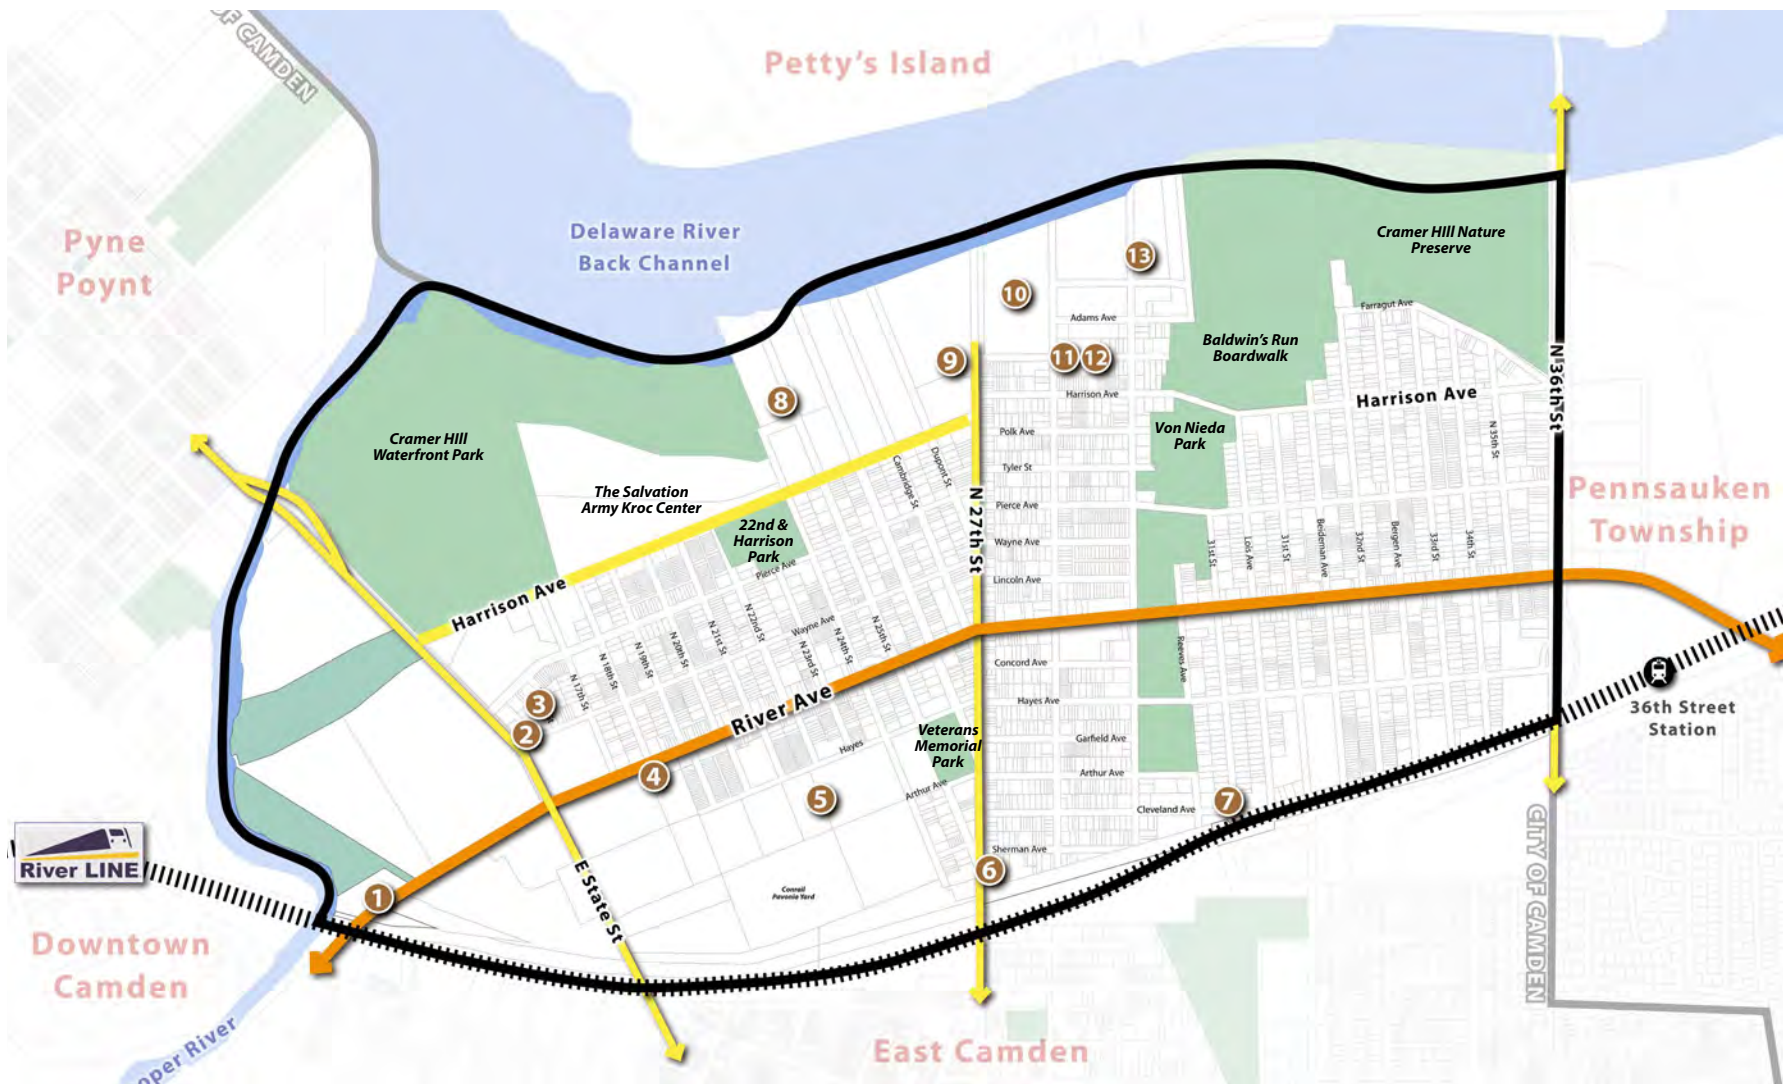 Petty's Island
OF CAMDEN
Pyne
Poynt
Delaware River
Back Channel
Cramer HIll Nature
Preserve
13
10
Farragut Ave
Adams Ave
Baldwin's Run
Boardwalk
N 36th St
9
11
12
8
Harrison Ave
Harrison Ave
Cramer HIll
Waterfront Park
Polk Ave
Von Nieda
Park
N 35th St
Dupont St
Cambridge St
Tyler St
The Salvation
Army Kroc Center
N 27th St
Pierce Ave
Pennsauken
Township
22nd &
Harrison
Park
Wayne Ave
31st St
Lois Ave
31st St
Beideman Ave
32nd St
Bergen Ave
33rd St
34th St
Pierce Ave
Lincoln Ave
Harrison Ave
Wayne Ave
N 17th St
N 18th St
N 19th St
N 20th St
N 21st St
N 22nd St
N 23rd St
N 24th St
N 25th St
Concord Ave
Reeves Ave
3
2
River Ave
Hayes Ave
36th Street
Station
Veterans
Memorial
Park
Hayes
Garfield Ave
4
Arthur Ave
Arthur Ave
5
7
Cleveland Ave
River LINE
Sherman Ave
6
1
E State St
Conrail
Pavonia Yard
CITY OF CAMDEN
Downtown
Camden
East Camden
oper River